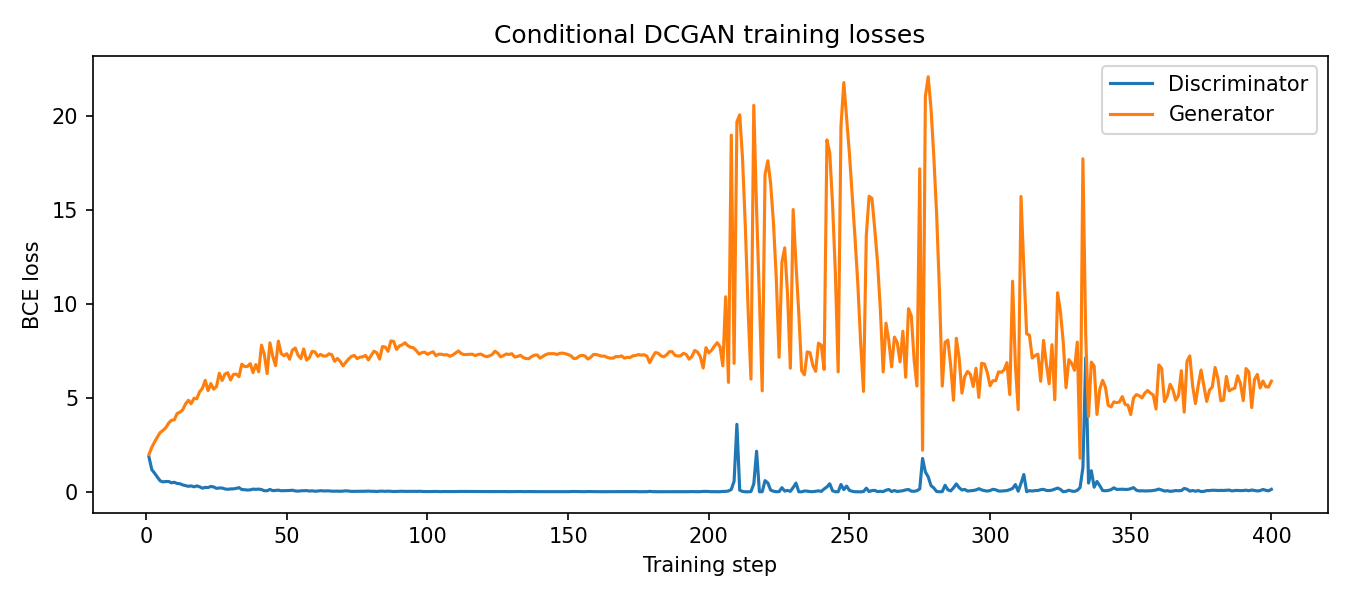 Conditional DCGAN training losses
Discriminator
Generator
BCE loss
20
15
10
5
0
0 50 100 150 200 250 300 350 400
Training step